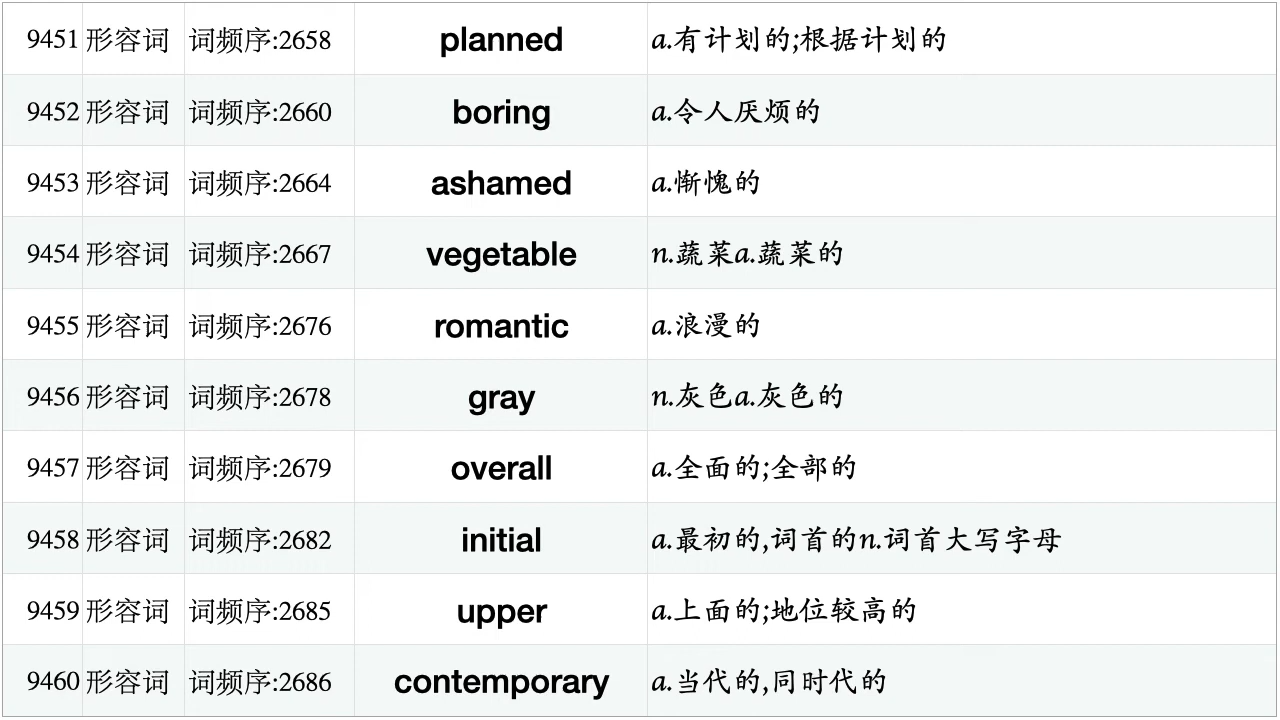 9451 形容词 词频序:2658 planned a.有计划的;根据计划的
9452 形容词 词频序:2660 boring a.令人厌烦的
9453 形容词 词频序:2664 ashamed a.惭愧的
9454 形容词 词频序:2667 vegetable n.蔬菜a.蔬菜的
9455 形容词 词频序:2676 romantic a.浪漫的
9456 形容词 词频序:2678 gray n.灰色a.灰色的
9457 形容词 词频序:2679 overall a.全面的;全部的
9458 形容词 词频序:2682 initial a.最初的,词首的n.词首大写字母
9459 形容词 词频序:2685 upper a.上面的;地位较高的
9460 形容词 词频序:2686 contemporary a.当代的,同时代的